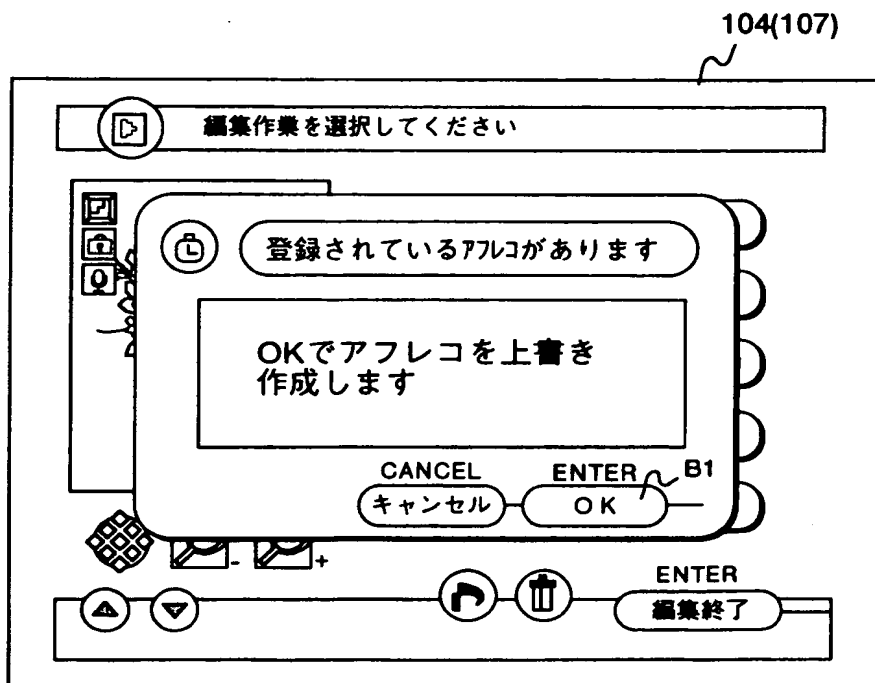 104(107)
編集作業を選択してください
登録されているｱﾌﾚｺがあります
OKでアフレコを上書き
作成します
CANCEL ENTER B1
キャンセル OK
- +
ENTER
編集終了